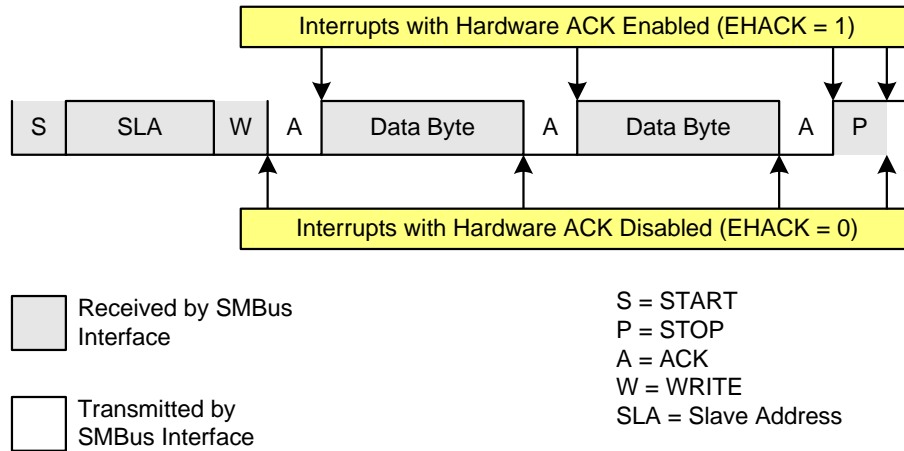 Interrupts with Hardware ACK Enabled (EHACK = 1)
S SLA W A Data Byte A Data Byte A P
Interrupts with Hardware ACK Disabled (EHACK = 0)
Received by SMBus
Interface
Transmitted by
SMBus Interface
S = START
P = STOP
A = ACK
W = WRITE
SLA = Slave Address